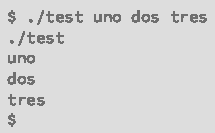 $ ./test uno dos tres
./test
uno
dos
tres
$